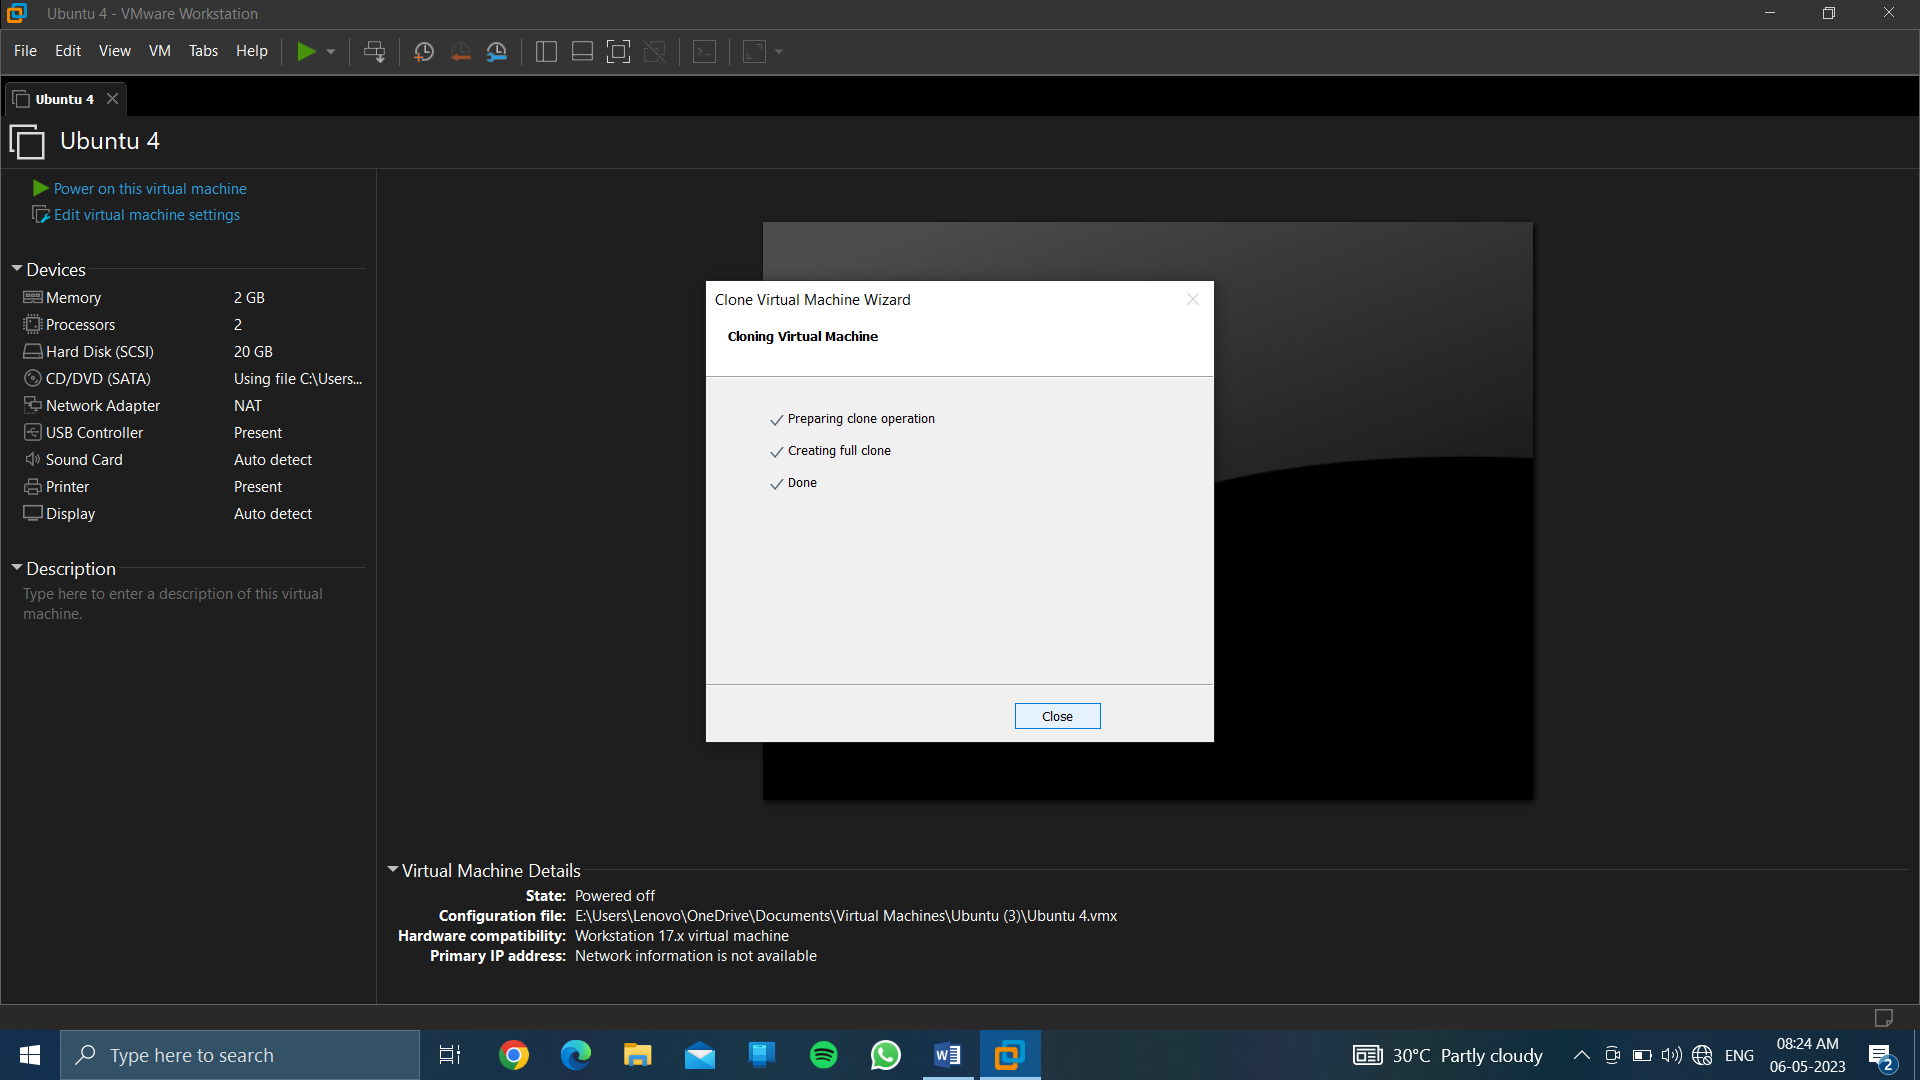 Ubuntu 4 - VMware Workstation
File Edit View VM Tabs Help
Ubuntu 4
Ubuntu 4
Power on this virtual machine
Edit virtual machine settings
Devices
Memory 2 GB
Processors 2
Hard Disk (SCSI) 20 GB
CD/DVD (SATA) Using file C:\Users...
Network Adapter NAT
USB Controller Present
Sound Card Auto detect
Printer Present
Display Auto detect
Description
Type here to enter a description of this virtual
machine.
Clone Virtual Machine Wizard
Cloning Virtual Machine
Preparing clone operation
Creating full clone
Done
Close
Virtual Machine Details
State: Powered off
Configuration file: E:\Users\Lenovo\OneDrive\Documents\Virtual Machines\Ubuntu (3)\Ubuntu 4.vmx
Hardware compatibility: Workstation 17.x virtual machine
Primary IP address: Network information is not available
Type here to search
30°C Partly cloudy
ENG
08:24 AM
06-05-2023
2